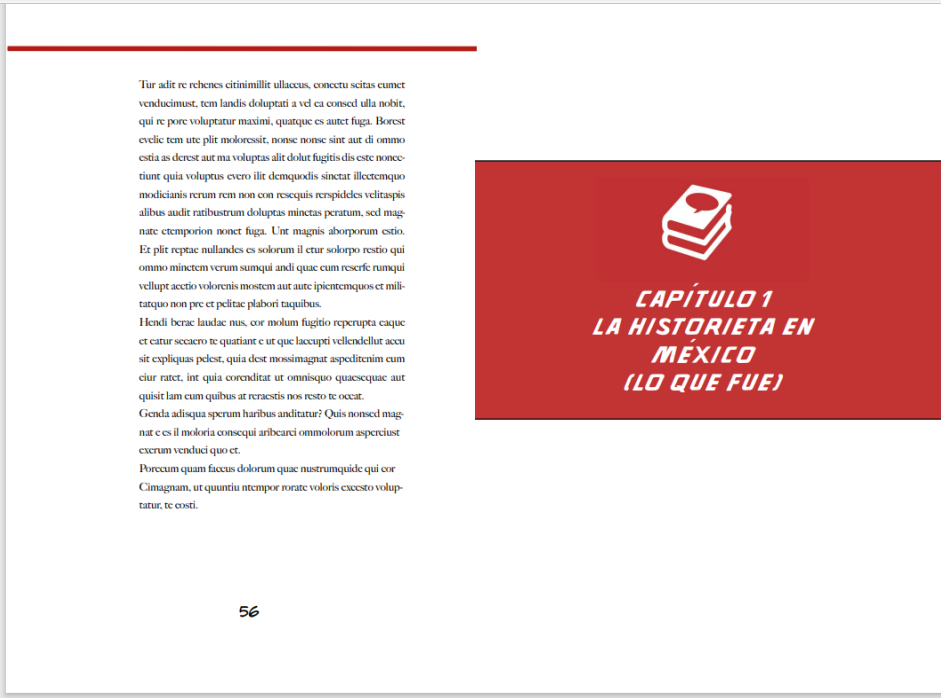 Tur adit re rehenes citinimillit ullaccus, conectu scitas eumet
venducimust, tem landis doluptati a vel ea consed ulla nobit,
qui re pore voluptatur maximi, quatque es autet fuga. Borest
evelic tem ute plit moloressit, nonse nonse sint aut di ommo
estia as derest aut ma voluptas alit dolut fugitis dis este nonec-
tiunt quia voluptus evero ilit demquodis sinctat illectemquo
modicianis rerum rem non con resequis rerspideles velitaspis
alibus audit ratibustrum doluptas minctas peratum, sed mag-
nate ctemporion nonet fuga. Unt magnis aborporum estio.
Et plit reptae nullandes es solorum il etur solorpo restio qui
ommo minctem verum sumqui andi quae cum reserfe rumqui
vellupt aectio volorenis mostem aut aute ipientemquos et mili-
tatquo non pre et pelitae plabori taquibus.
Hendi berae laudae nus, cor molum fugitio reperupta eaque
et eatur secaero te quatiant e ut que laccupti vellendellut accu
sit expliquas pelest, quia dest mossimagnat aspeditenim eum
eiur ratet, int quia corenditat ut omnisquo quaesequae aut
quisit lam cum quibus at reraestis nos resto te occat.
Genda adisqua sperum haribus anditatur? Quis nonsed mag-
nat e es il moloria consequi aribearci ommolorum asperciust
exerum venduci quo et.
Porecum quam faccus dolorum quae nustrumquide qui cor
Cimagnam, ut quuntiu ntempor rorate voloris excesto volup-
tatur, te costi.
56
CAPÍTULO 1
LA HISTORIETA EN
MÉXICO
(LO QUE FUE)